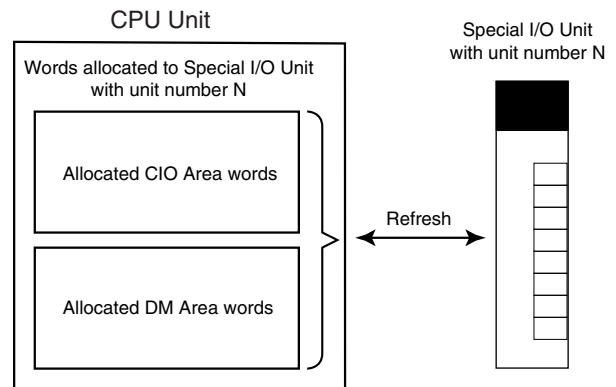 CPU Unit
Words allocated to Special I/O Unit
with unit number N
Allocated CIO Area words
Allocated DM Area words
Refresh
Special I/O Unit
with unit number N